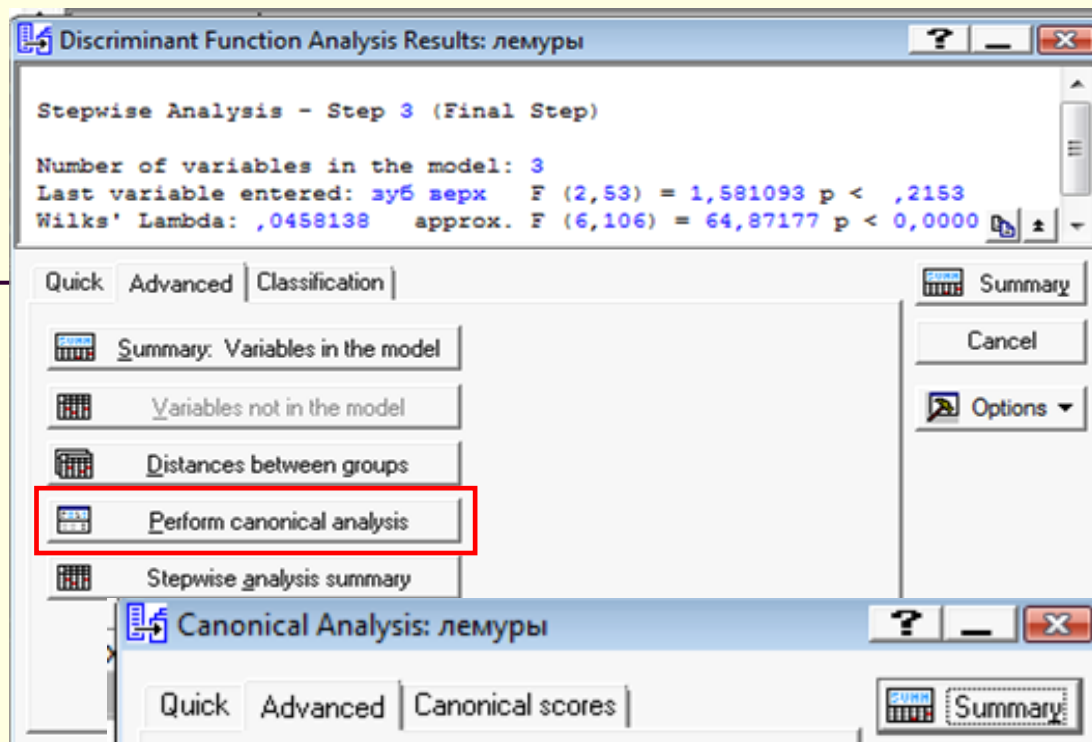 Discriminant Function Analysis Results: лемуры
Stepwise Analysis - Step 3 (Final Step)
Number of variables in the model: 3
Last variable entered: зуб верх F (2,53) = 1,581093 p < ,2153
Wilks' Lambda: ,0458138 approx. F (6,106) = 64,87177 p < 0,0000
Quick Advanced Classification
Summary
Summary: Variables in the model
Cancel
Variables not in the model
Options
Distances between groups
Perform canonical analysis
Stepwise analysis summary
Canonical Analysis: лемуры
Quick Advanced Canonical scores
Summary